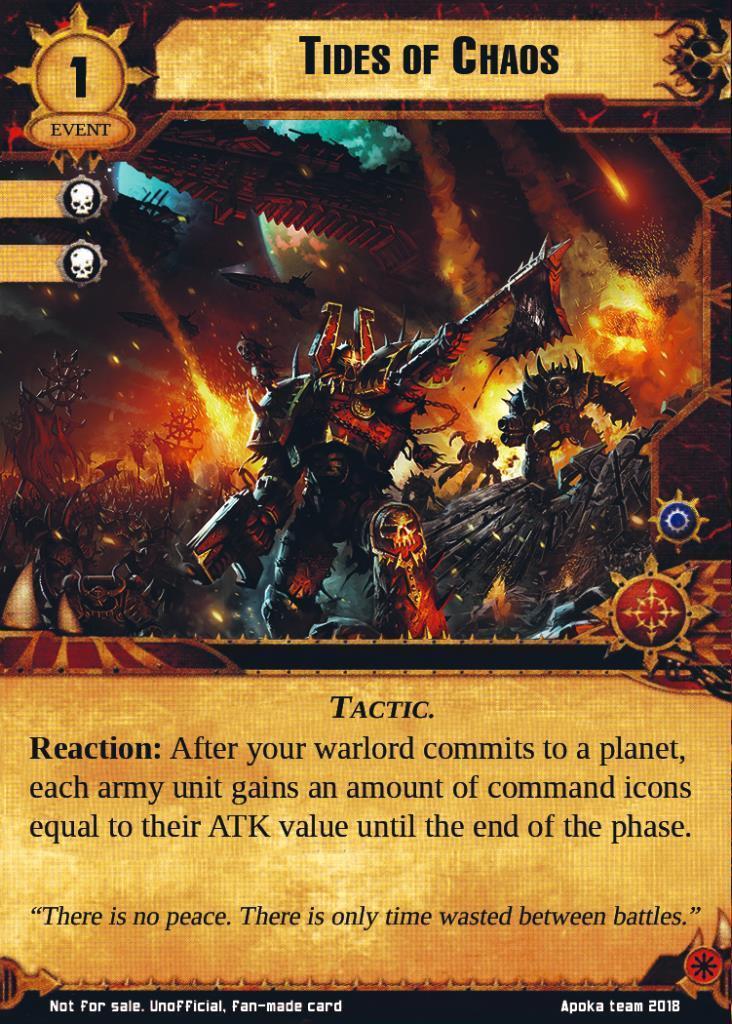 1
EVENT
TIDES OF CHAOS
TACTIC.
Reaction: After your warlord commits to a planet,
each army unit gains an amount of command icons
equal to their ATK value until the end of the phase.
“There is no peace. There is only time wasted between battles.”
Not for sale. Unofficial, fan-made card
Apoka team 2018